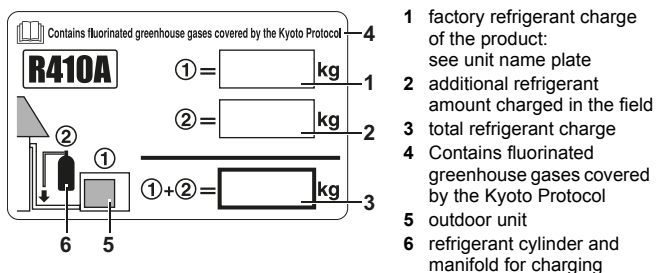 Contains fluorinated greenhouse gases covered by the Kyoto Protocol
4
R410A
①= kg
1
②= kg
2
②
①
①+②= kg
3
6 5
1 factory refrigerant charge
of the product:
see unit name plate
2 additional refrigerant
amount charged in the field
3 total refrigerant charge
4 Contains fluorinated
greenhouse gases covered
by the Kyoto Protocol
5 outdoor unit
6 refrigerant cylinder and
manifold for charging